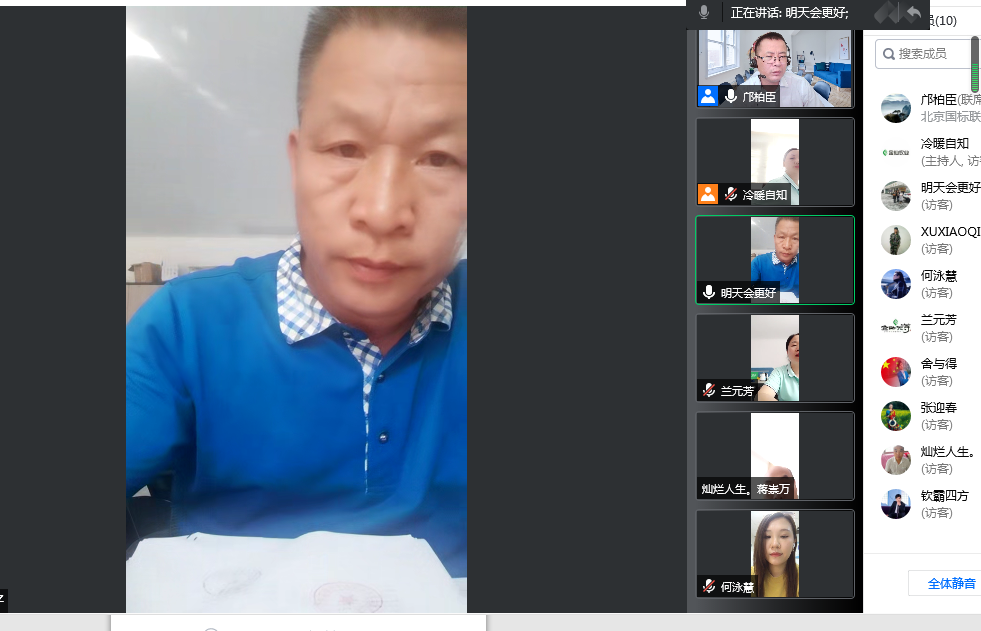 正在讲话: 明天会更好;
员(10)
搜索成员
邝柏臣
冷暖自知
明天会更好
兰元芳
灿烂人生。 蒋崇万
何泳慧
邝柏臣(联席
北京国标联
冷暖自知
(主持人, 访客
明天会更好
(访客)
XUXIAOQI
(访客)
何泳慧
(访客)
兰元芳
(访客)
舍与得
(访客)
张迎春
(访客)
灿烂人生。
(访客)
钦霸四方
(访客)
全体静音